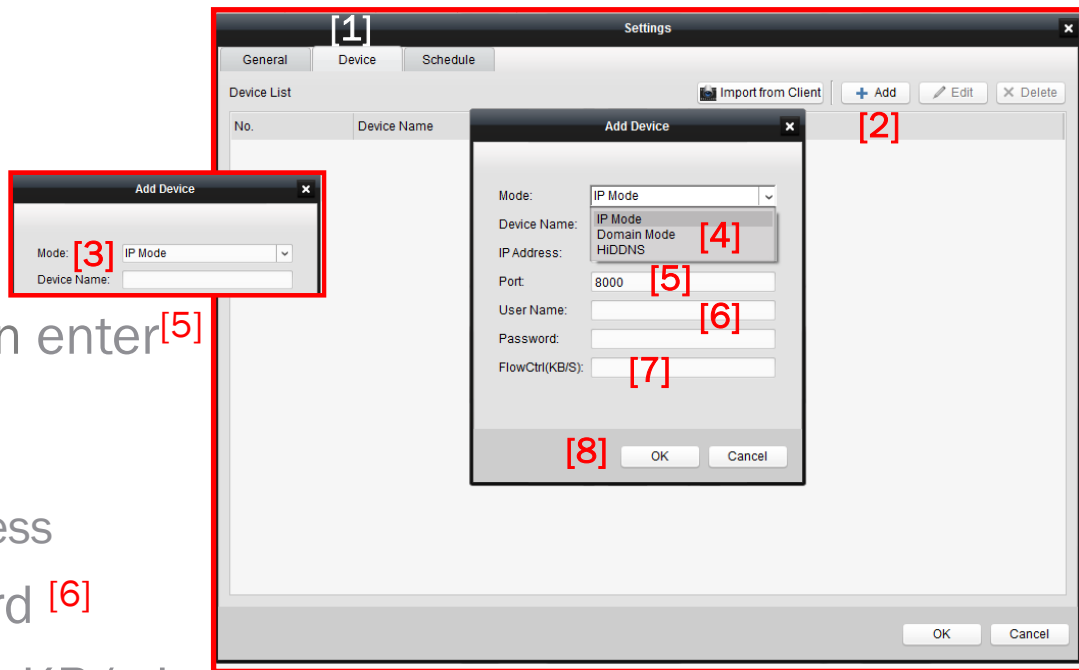 [1]
Settings
General Device Schedule
Device List Import from Client Add Edit Delete
No. Device Name
[2]
Add Device
Mode: IP Mode
IP Mode
Domain Mode
HiDDNS
[4]
Device Name:
IP Address:
Port: 8000 [5]
User Name: [6]
Password:
FlowCtrl(KB/S): [7]
[8] OK Cancel
Add Device
Mode: [3] IP Mode
Device Name:
n enter[5]
ess
rd [6]
OK Cancel